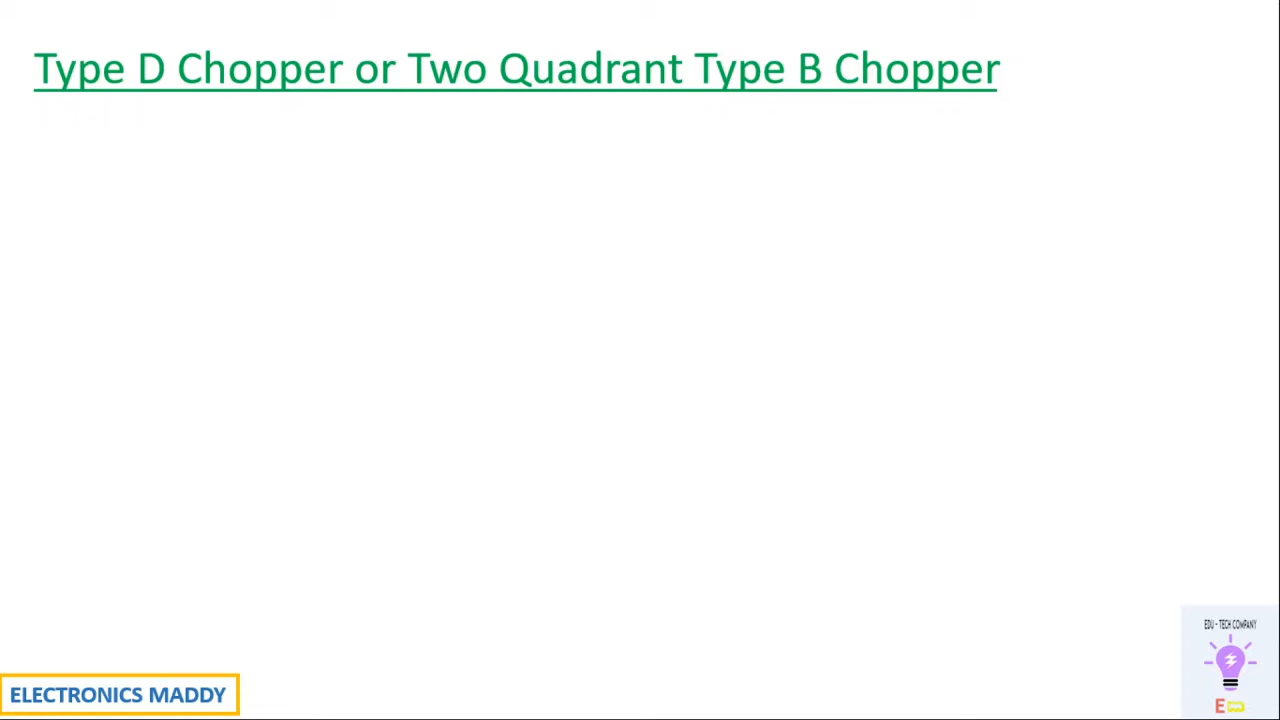 Type D Chopper or Two Quadrant Type B Chopper
EDU - TECH COMPANY
ELECTRONICS MADDY
E